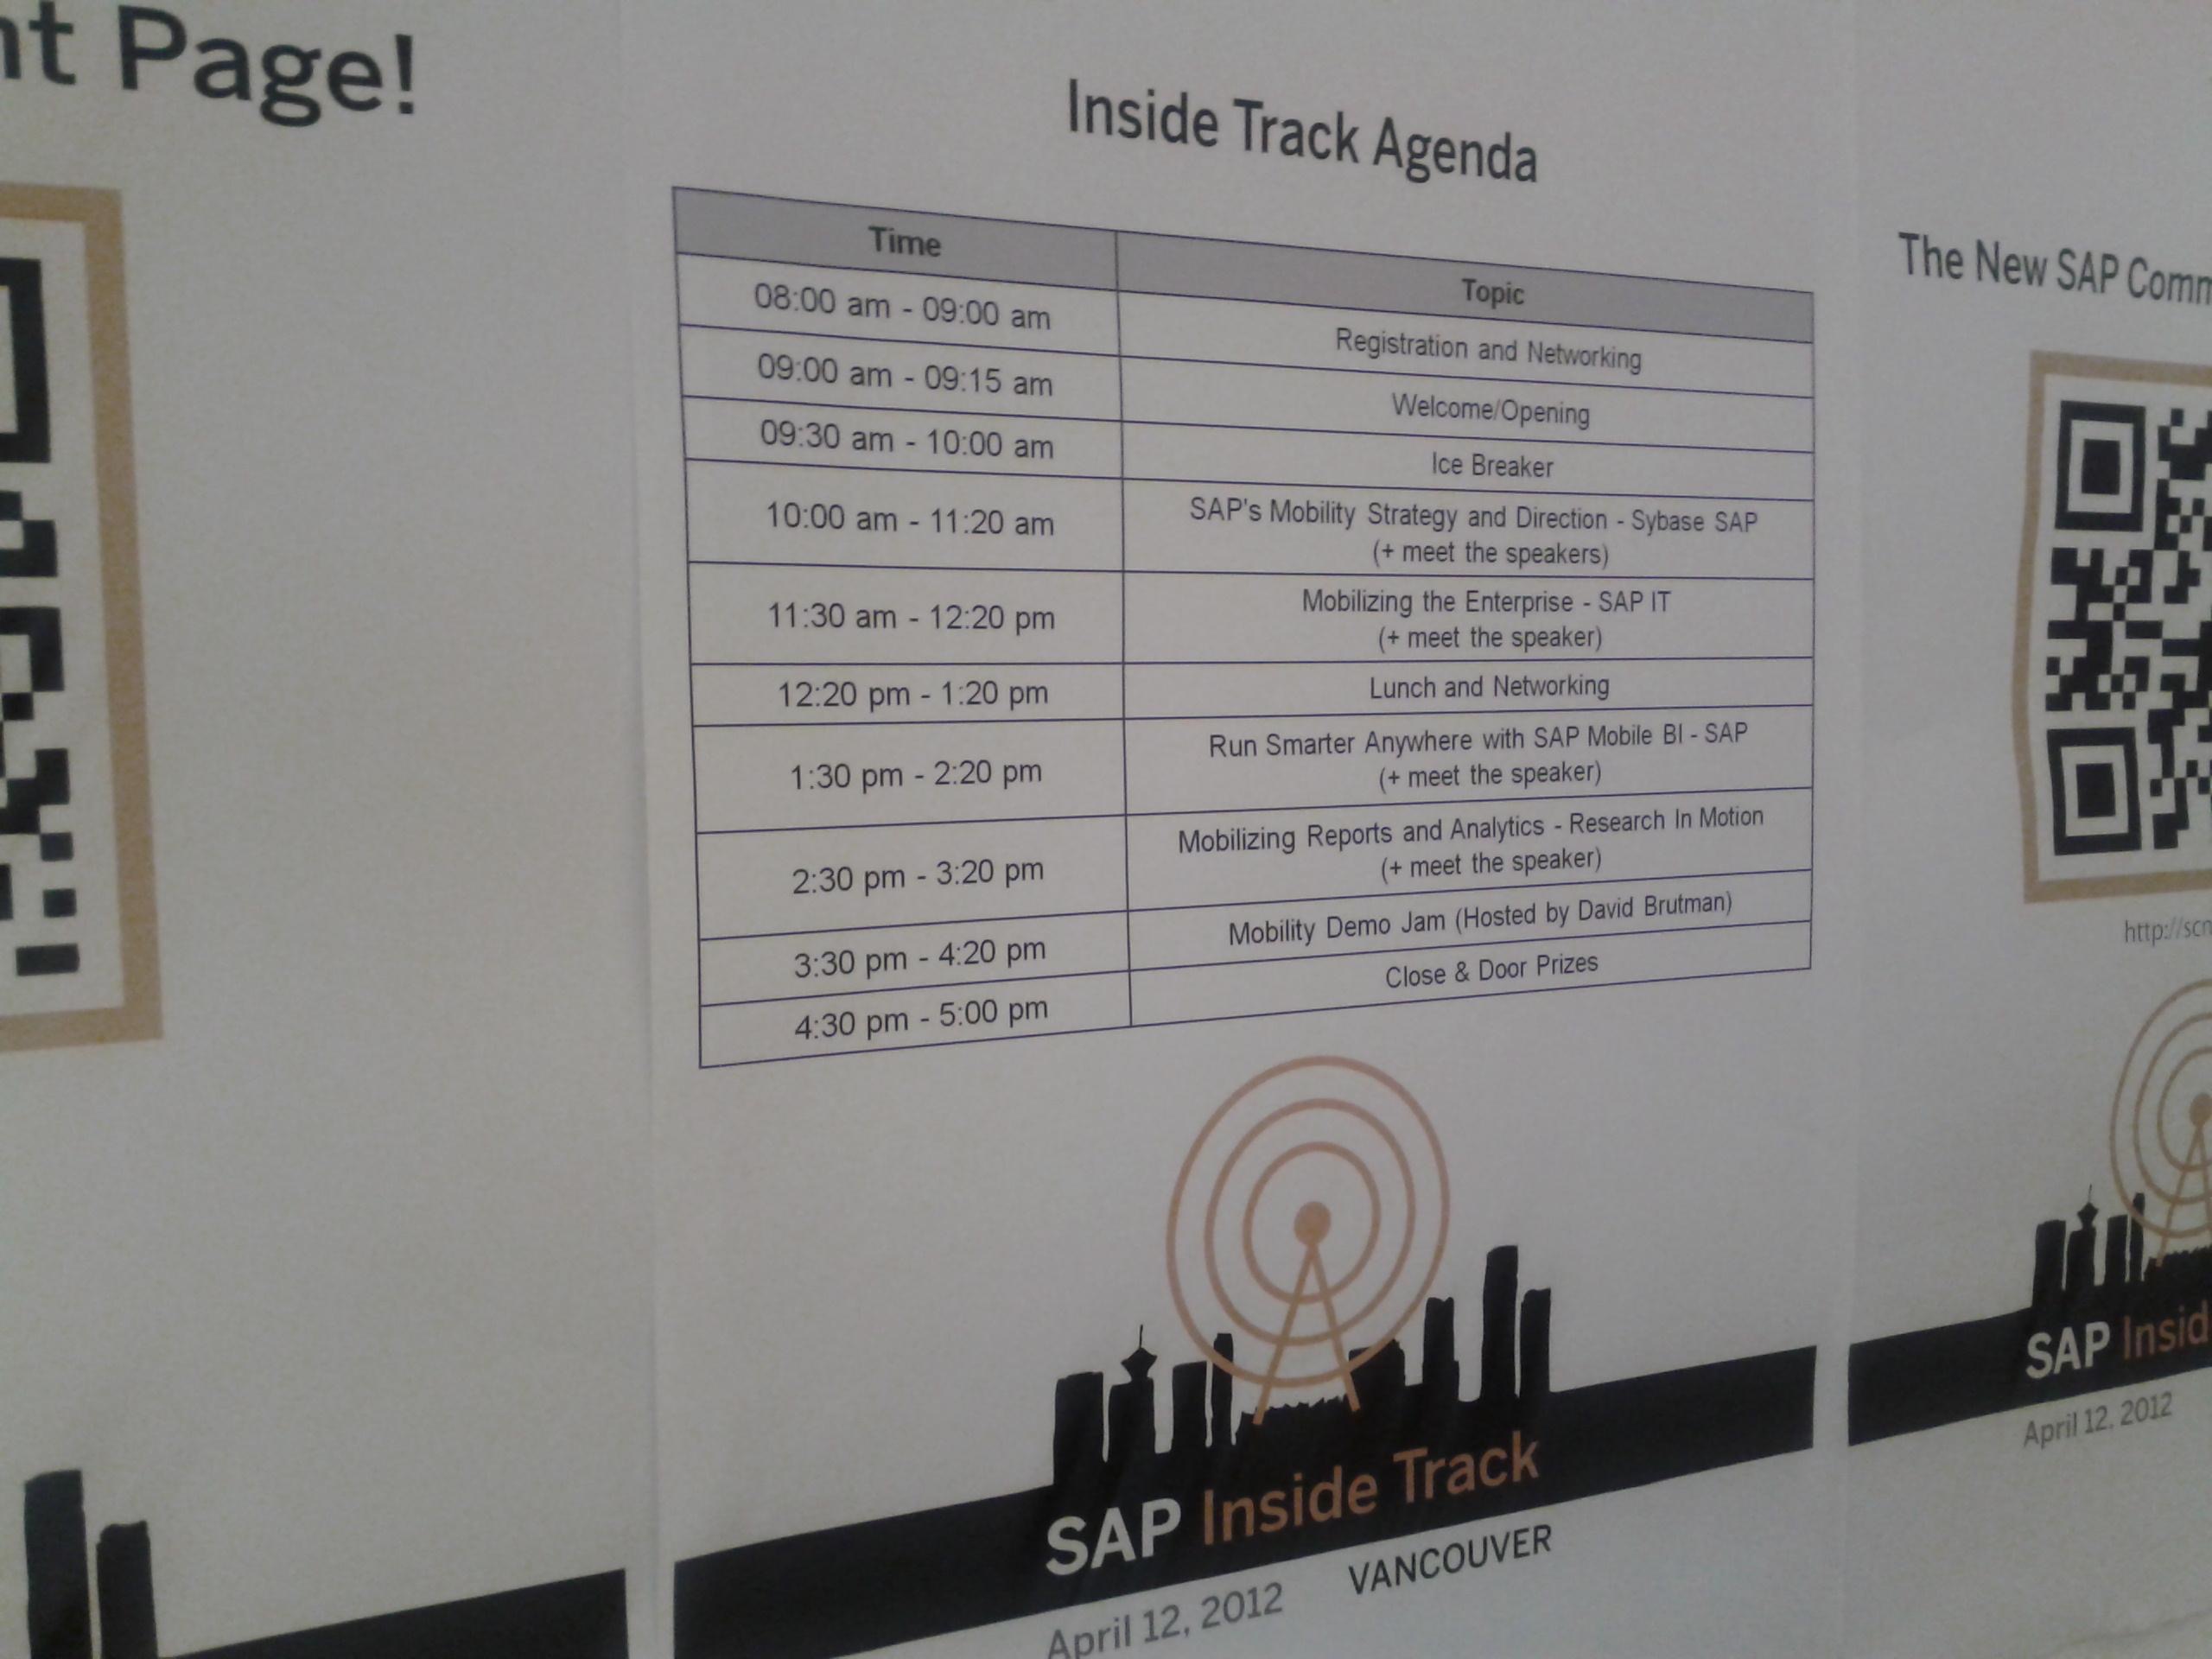 Page!
Inside Track Agenda
Time
Topic
08:00 am - 09:00 am
Registration and Networking
09:00 am - 09:15 am
Welcome/Opening
09:30 am - 10:00 am
Ice Breaker
10:00 am - 11:20 am
SAP's Mobility Strategy and Direction - Sybase SAP
(+ meet the speakers)
11:30 am - 12:20 pm
Mobilizing the Enterprise - SAP IT
(+ meet the speaker)
12:20 pm - 1:20 pm
Lunch and Networking
1:30 pm - 2:20 pm
Run Smarter Anywhere with SAP Mobile BI - SAP
(+ meet the speaker)
2:30 pm - 3:20 pm
Mobilizing Reports and Analytics - Research In Motion
(+ meet the speaker)
3:30 pm - 4:20 pm
Mobility Demo Jam (Hosted by David Brutman)
4:30 pm - 5:00 pm
Close & Door Prizes
SAP Inside Track
April 12, 2012 VANCOUVER
The New SAP
http://scn
SAP
April 12, 2012